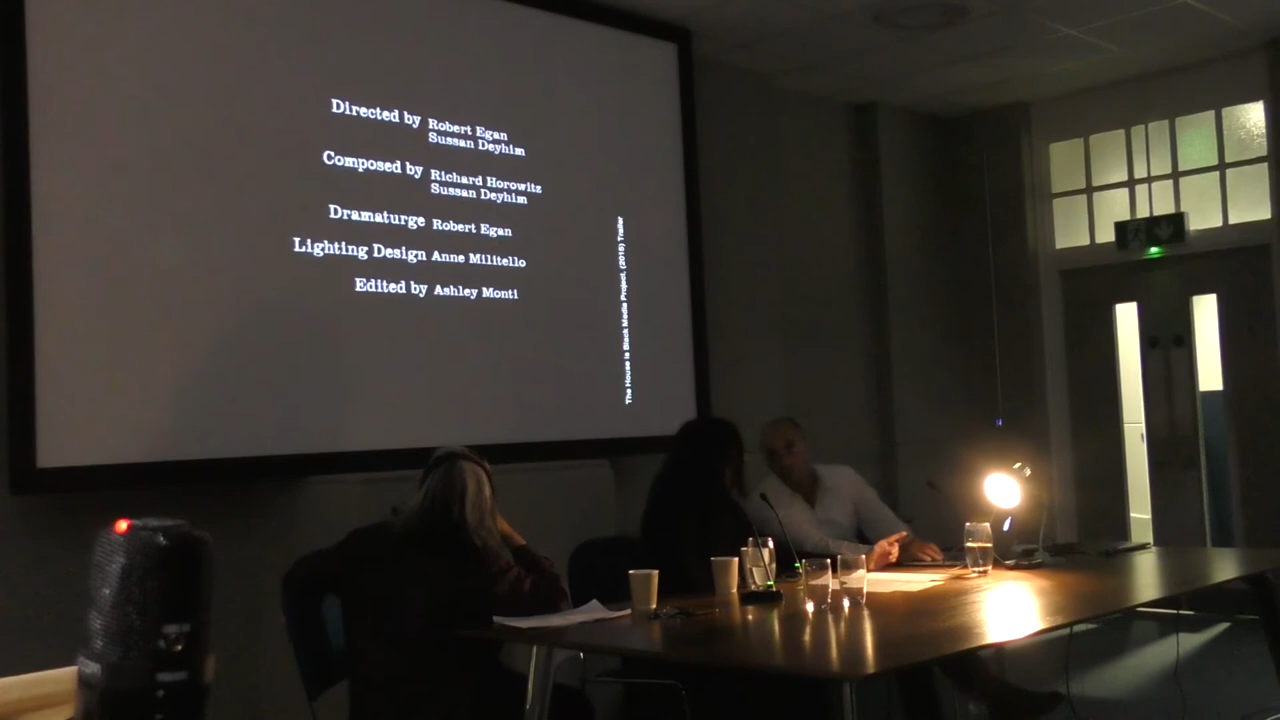 Directed by Robert Egan
Sussan Deyhim
Composed by Richard Horowitz
Sussan Deyhim
Dramaturge Robert Egan
Lighting Design Anne Militello
Edited by Ashley Monti
The House is Black Media Project, (2015) Trailer